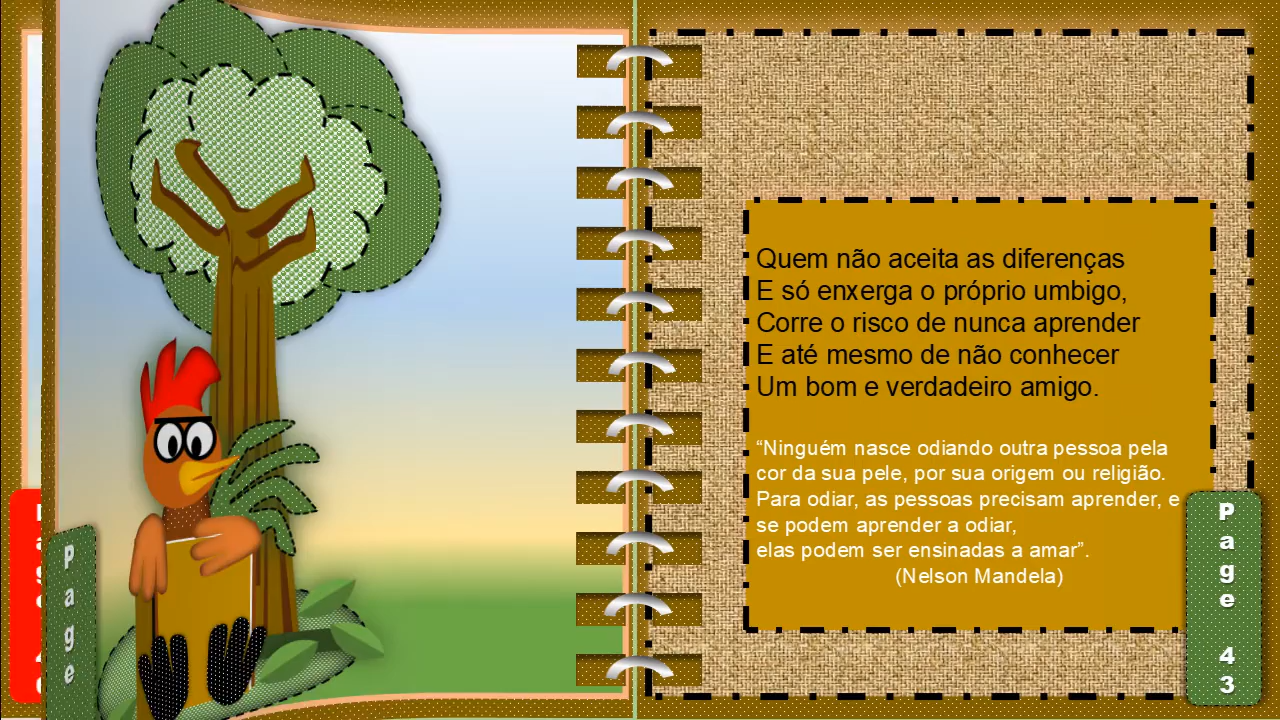 Quem não aceita as diferenças
E só enxerga o próprio umbigo,
Corre o risco de nunca aprender
E até mesmo de não conhecer
Um bom e verdadeiro amigo.
“Ninguém nasce odiando outra pessoa pela
cor da sua pele, por sua origem ou religião.
Para odiar, as pessoas precisam aprender, e
se podem aprender a odiar,
elas podem ser ensinadas a amar”.
(Nelson Mandela)
Page
Page 43